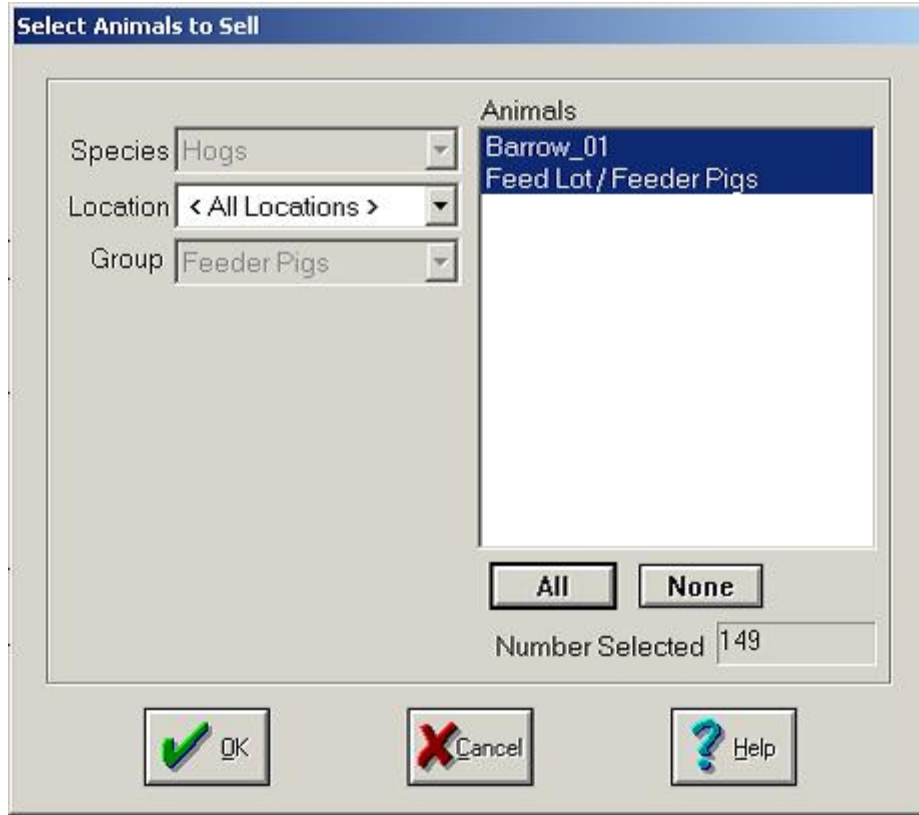 Select Animals to Sell
Species Hogs
Location < All Locations >
Group Feeder Pigs
Animals
Barrow_01
Feed Lot / Feeder Pigs
All None
Number Selected 149
OK Cancel Help